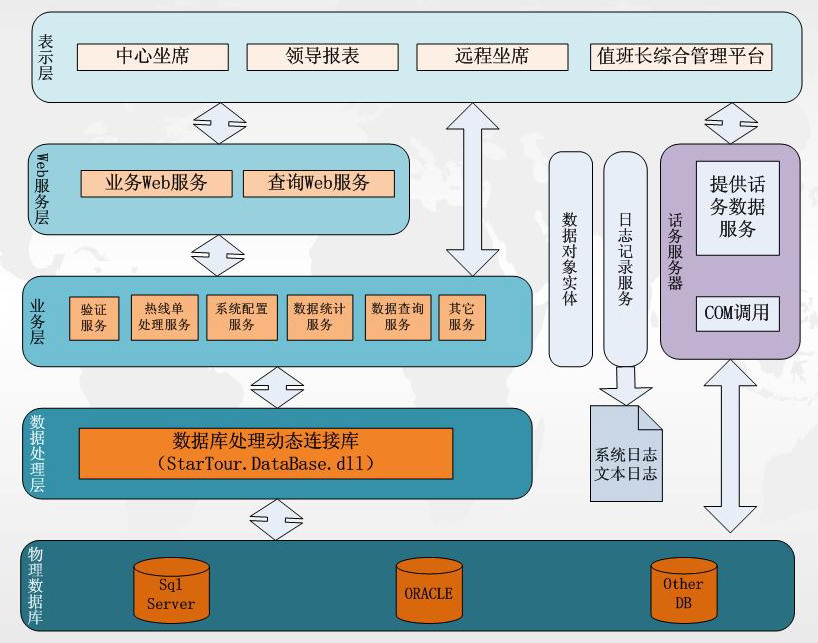 表示层
中心坐席
领导报表
远程坐席
值班长综合管理平台
Web服务层
业务Web服务
查询Web服务
数据对象实体
日志记录服务
话务服务器
提供话
务数据
服务
COM调用
业务层
验证
服务
热线单
处理服务
系统配置
服务
数据统计
服务
数据查询
服务
其它
服务
系统日志
文本日志
数据处理层
数据库处理动态连接库
(StarTour.DataBase.dll)
物理数据库
Sql
Server
ORACLE
Other
DB